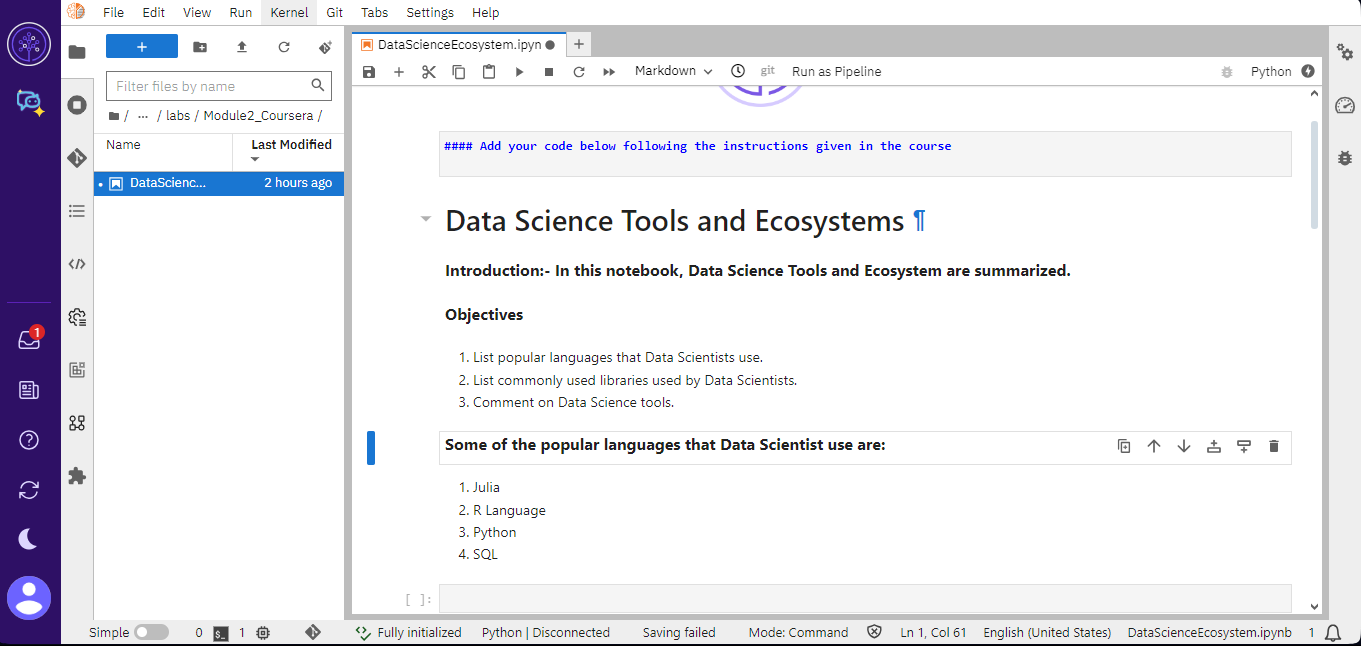 File Edit View Run Kernel Git Tabs Settings Help
DataScienceEcosystem.ipyn
Markdown git Run as Pipeline Python
Filter files by name
/ ... / labs / Module2_Coursera /
Name Last Modified
DataScienc... 2 hours ago
#### Add your code below following the instructions given in the course
Data Science Tools and Ecosystems ¶
Introduction:- In this notebook, Data Science Tools and Ecosystem are summarized.
Objectives
1. List popular languages that Data Scientists use.
2. List commonly used libraries used by Data Scientists.
3. Comment on Data Science tools.
Some of the popular languages that Data Scientist use are:
1. Julia
2. R Language
3. Python
4. SQL
[ ]:
1
Simple 0 $_ 1 Fully initialized Python | Disconnected Saving failed Mode: Command Ln 1, Col 61 English (United States) DataScienceEcosystem.ipynb 1